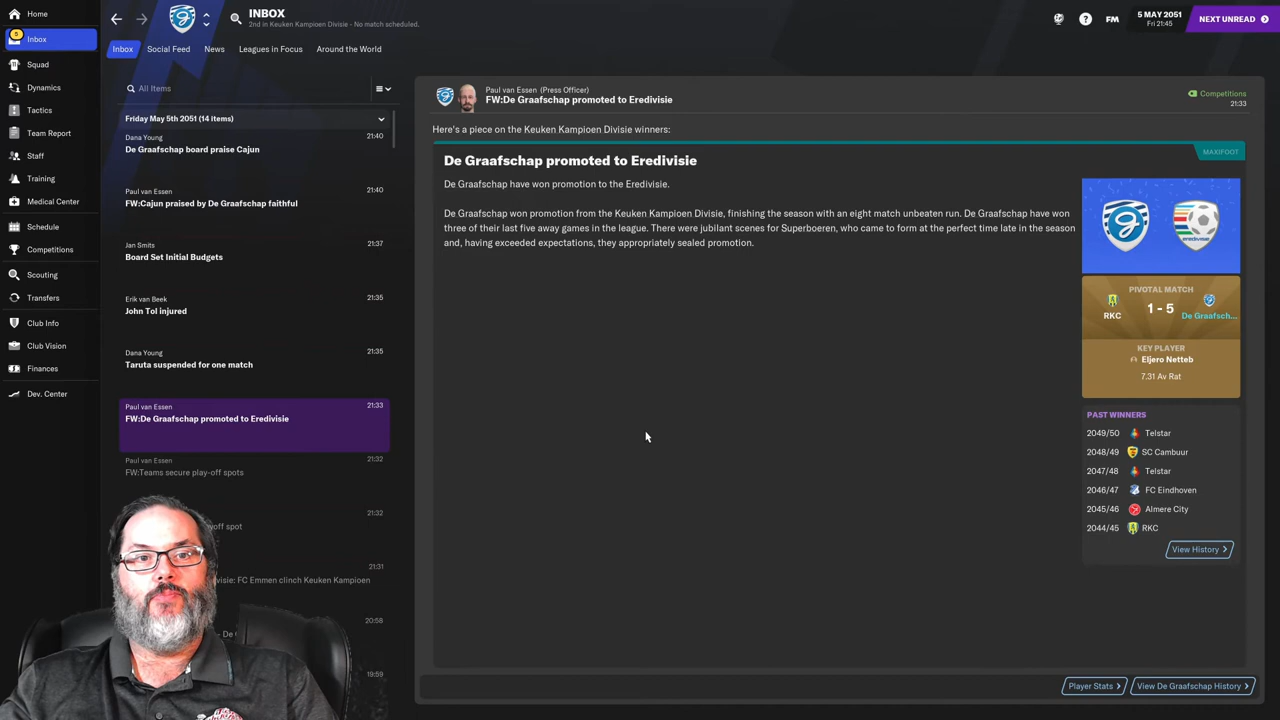 Home
5
Inbox
Squad
Dynamics
Tactics
Team Report
Staff
Training
Medical Center
Schedule
Competitions
Scouting
Transfers
Club Info
Club Vision
Finances
Dev. Center
INBOX
2nd in Keuken Kampioen Divisie - No match scheduled.
FM
5 MAY 2051
Fri 21:45
NEXT UNREAD
Inbox
Social Feed
News
Leagues in Focus
Around the World
All Items
Friday May 5th 2051 (14 items)
Dana Young
21:40
De Graafschap board praise Cajun
Paul van Essen
21:40
FW:Cajun praised by De Graafschap faithful
Jan Smits
21:37
Board Set Initial Budgets
Erik van Beek
21:35
John Tol injured
Dana Young
21:35
Taruta suspended for one match
Paul van Essen
21:33
FW:De Graafschap promoted to Eredivisie
Paul van Essen
21:32
FW:Teams secure play-off spots
21:32
yoff spot
21:31
visie: FC Emmen clinch Keuken Kampioen
20:58
- De
19:59
Paul van Essen (Press Officer)
FW:De Graafschap promoted to Eredivisie
Competitions
21:33
Here's a piece on the Keuken Kampioen Divisie winners:
MAXIFOOT
De Graafschap promoted to Eredivisie
De Graafschap have won promotion to the Eredivisie.
De Graafschap won promotion from the Keuken Kampioen Divisie, finishing the season with an eight match unbeaten run. De Graafschap have won
three of their last five away games in the league. There were jubilant scenes for Superboeren, who came to form at the perfect time late in the season
and, having exceeded expectations, they appropriately sealed promotion.
eredivisie
PIVOTAL MATCH
1 - 5
RKC
De Graafsch...
KEY PLAYER
Eljero Netteb
7.31 Av Rat
PAST WINNERS
2049/50 Telstar
2048/49 SC Cambuur
2047/48 Telstar
2046/47 FC Eindhoven
2045/46 Almere City
2044/45 RKC
View History
Player Stats
View De Graafschap History